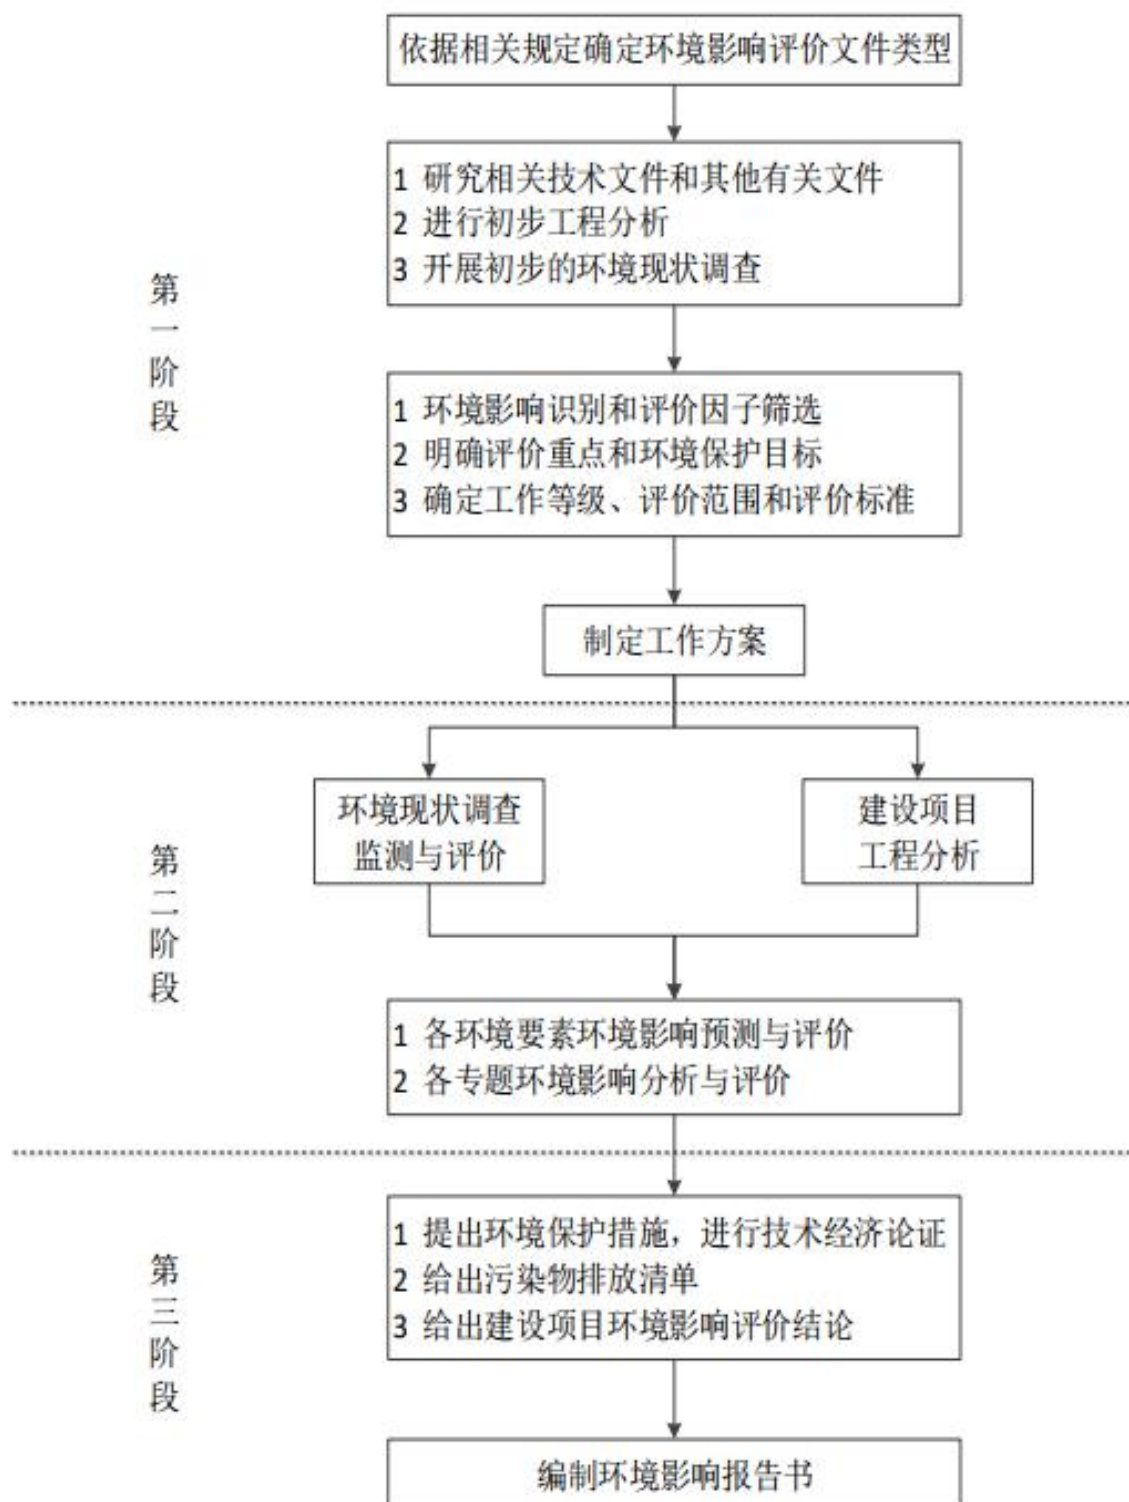 依据相关规定确定环境影响评价文件类型
1 研究相关技术文件和其他有关文件
2 进行初步工程分析
3 开展初步的环境现状调查
第一阶段
1 环境影响识别和评价因子筛选
2 明确评价重点和环境保护目标
3 确定工作等级、评价范围和评价标准
制定工作方案
环境现状调查
监测与评价
建设项目
工程分析
第二阶段
1 各环境要素环境影响预测与评价
2 各专题环境影响分析与评价
1 提出环境保护措施，进行技术经济论证
2 给出污染物排放清单
3 给出建设项目环境影响评价结论
第三阶段
编制环境影响报告书